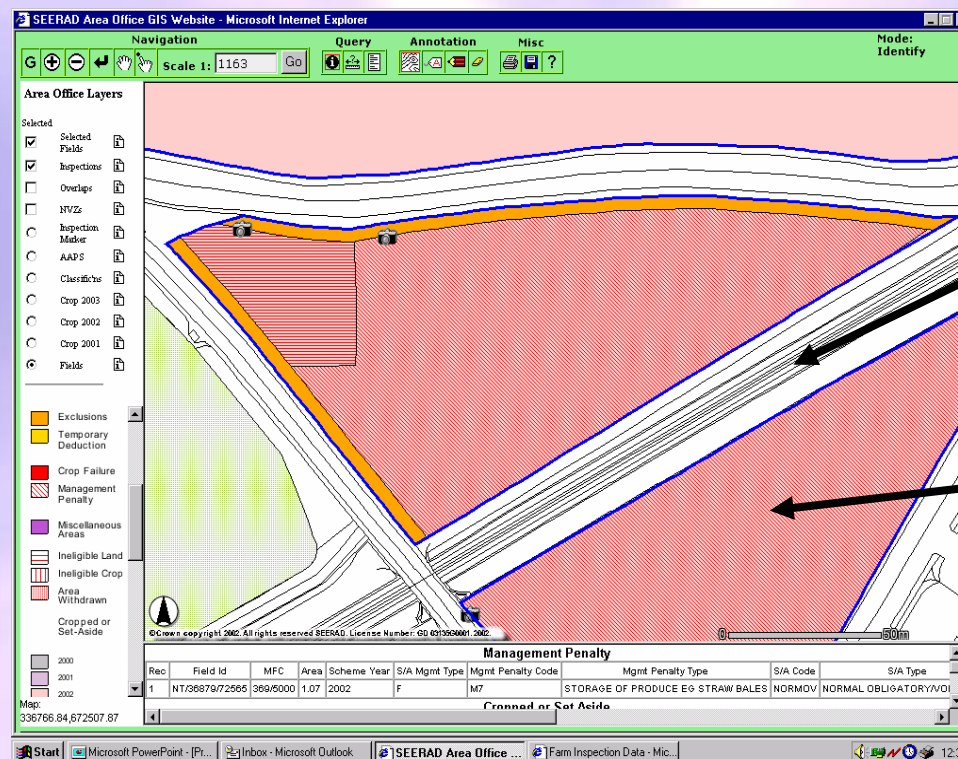 SEERAD Area Office GIS Website - Microsoft Internet Explorer
Navigation
Query
Annotation
Misc
Mode:
Identify
G
Scale 1: 1163 Go
?
Area Office Layers
Selected
Selected Fields
Inspections
Overlaps
NVZs
Inspection Marker
AAPS
Classific'ns
Crop 2003
Crop 2002
Crop 2001
Fields
Exclusions
Temporary
Deduction
Crop Failure
Management
Penalty
Miscellaneous
Areas
Ineligible Land
Ineligible Crop
Area
Withdrawn
Cropped or
Set-Aside
2000
2001
2002
Map:
336766.84,672507.87
©Crown copyright 2002. All rights reserved SEERAD. License Number: GD 03135G0001. 2002.
0 50m
Management Penalty
Rec Field Id MFC Area Scheme Year S/A Mgmt Type Mgmt Penalty Code Mgmt Penalty Type S/A Code S/A Type
1 NT/36879/72565 369/5000 1.07 2002 F M7 STORAGE OF PRODUCE EG STRAW BALES NORMOV NORMAL OBLIGATORY/VO
Cropped or Set Aside
Start Microsoft PowerPoint - [Pr... Inbox - Microsoft Outlook SEERAD Area Office ... Farm Inspection Data - Mic...